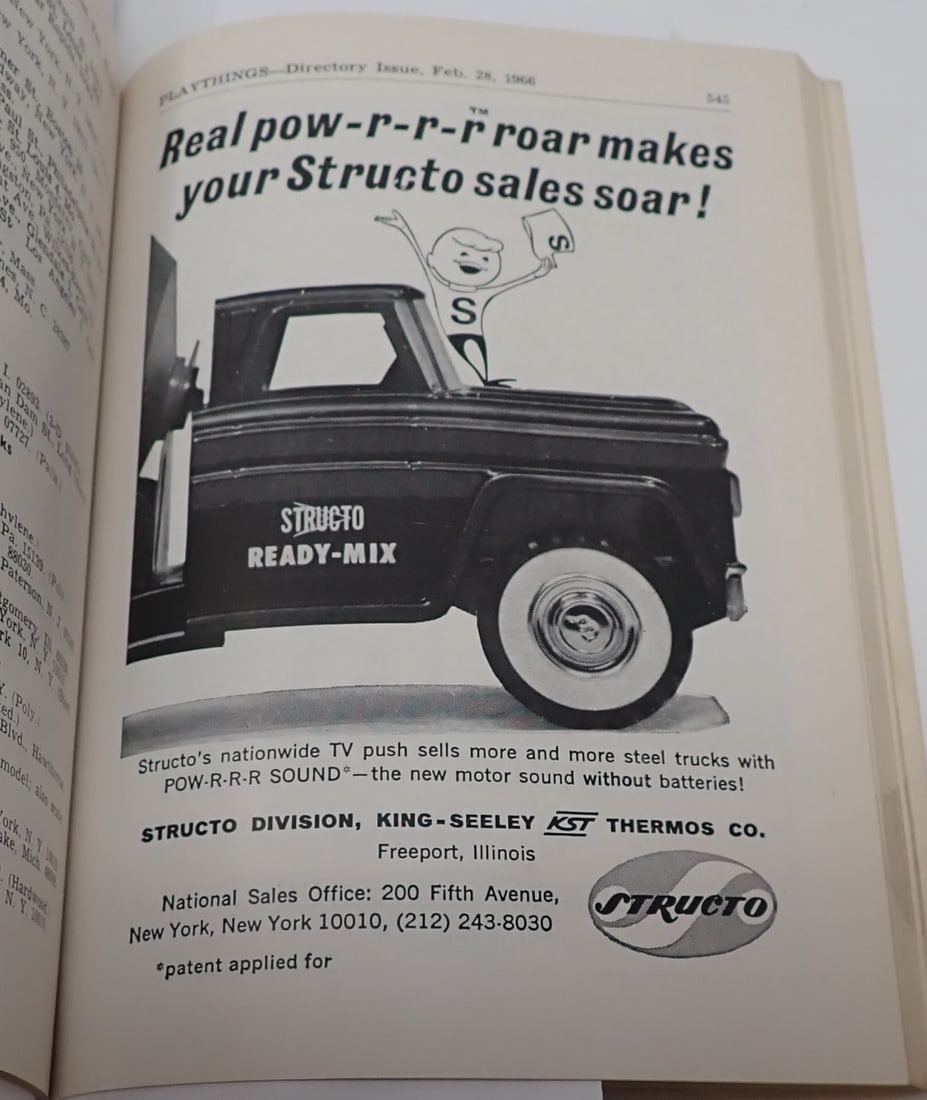 PLAYTHINGS—Directory Issue, Feb. 28, 1966
545
Real pow-r-r-r™ roar makes
your Structo sales soar!
S
S
STRUCTO
READY-MIX
Structo's nationwide TV push sells more and more steel trucks with
POW-R-R-R SOUND*—the new motor sound without batteries!
STRUCTO DIVISION, KING-SEELEY KST THERMOS CO.
Freeport, Illinois
National Sales Office: 200 Fifth Avenue,
New York, New York 10010, (212) 243-8030
STRUCTO
*patent applied for